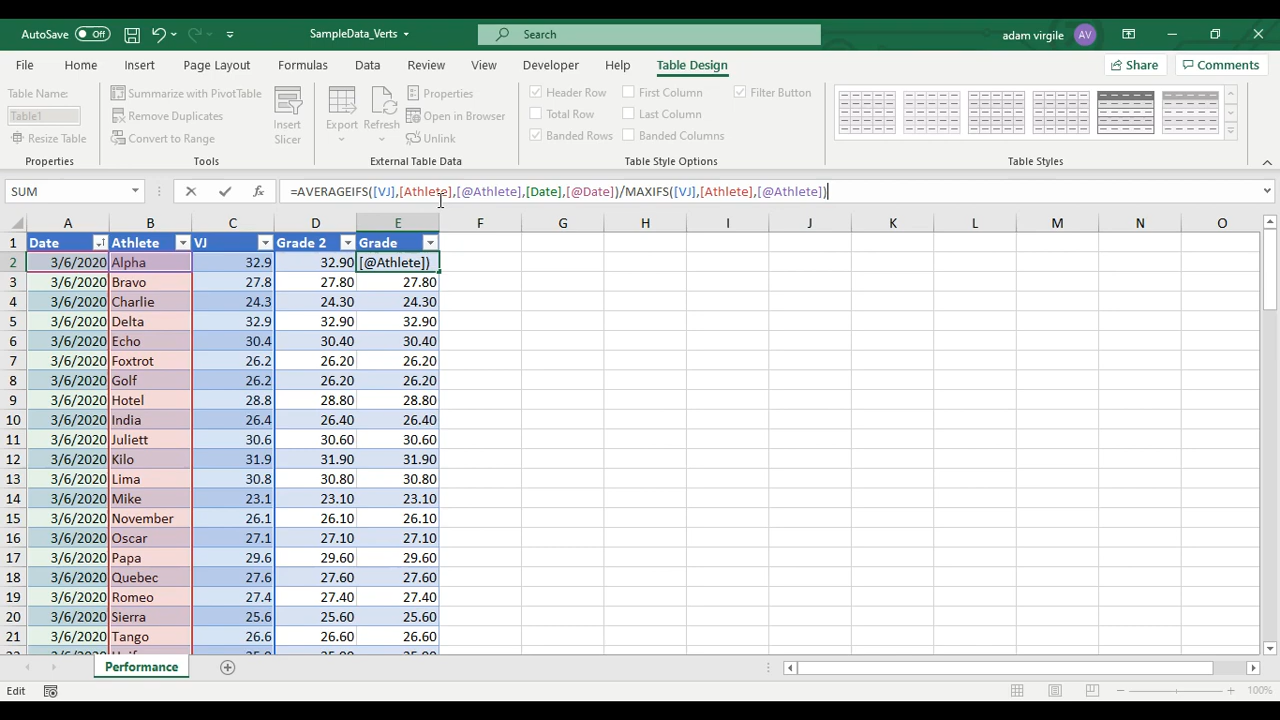 AutoSave Off SampleData_Verts Search adam virgile AV
File Home Insert Page Layout Formulas Data Review View Developer Help Table Design Share Comments
Table Name:
Table1
Resize Table
Properties
Summarize with PivotTable
Remove Duplicates
Convert to Range
Tools
Insert
Slicer
Export
Refresh
Properties
Open in Browser
Unlink
External Table Data
Header Row First Column Filter Button
Total Row Last Column
Banded Rows Banded Columns
Table Style Options
Table Styles
SUM fx =AVERAGEIFS([VJ],[Athlete],[@Athlete],[Date],[@Date])/MAXIFS([VJ],[Athlete],[@Athlete])
A B C D E F G H I J K L M N O
1 Date Athlete VJ Grade 2 Grade
2 3/6/2020 Alpha 32.9 32.90 [@Athlete])
3 3/6/2020 Bravo 27.8 27.80 27.80
4 3/6/2020 Charlie 24.3 24.30 24.30
5 3/6/2020 Delta 32.9 32.90 32.90
6 3/6/2020 Echo 30.4 30.40 30.40
7 3/6/2020 Foxtrot 26.2 26.20 26.20
8 3/6/2020 Golf 26.2 26.20 26.20
9 3/6/2020 Hotel 28.8 28.80 28.80
10 3/6/2020 India 26.4 26.40 26.40
11 3/6/2020 Juliett 30.6 30.60 30.60
12 3/6/2020 Kilo 31.9 31.90 31.90
13 3/6/2020 Lima 30.8 30.80 30.80
14 3/6/2020 Mike 23.1 23.10 23.10
15 3/6/2020 November 26.1 26.10 26.10
16 3/6/2020 Oscar 27.1 27.10 27.10
17 3/6/2020 Papa 29.6 29.60 29.60
18 3/6/2020 Quebec 27.6 27.60 27.60
19 3/6/2020 Romeo 27.4 27.40 27.40
20 3/6/2020 Sierra 25.6 25.60 25.60
21 3/6/2020 Tango 26.6 26.60 26.60
Performance
Edit 100%